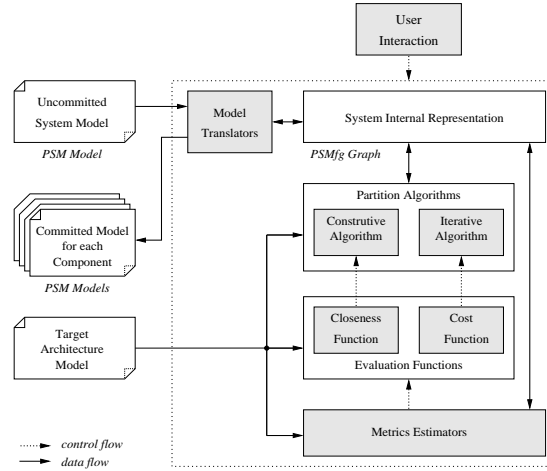 User
Interaction
Uncommitted
System Model
PSM Model
Model
Translators
System Internal Representation
PSMfg Graph
Partition Algorithms
Construtive
Algorithm
Iterative
Algorithm
Committed Model
for each
Component
PSM Models
Closeness
Function
Cost
Function
Evaluation Functions
Target
Architecture
Model
Metrics Estimators
control flow
data flow